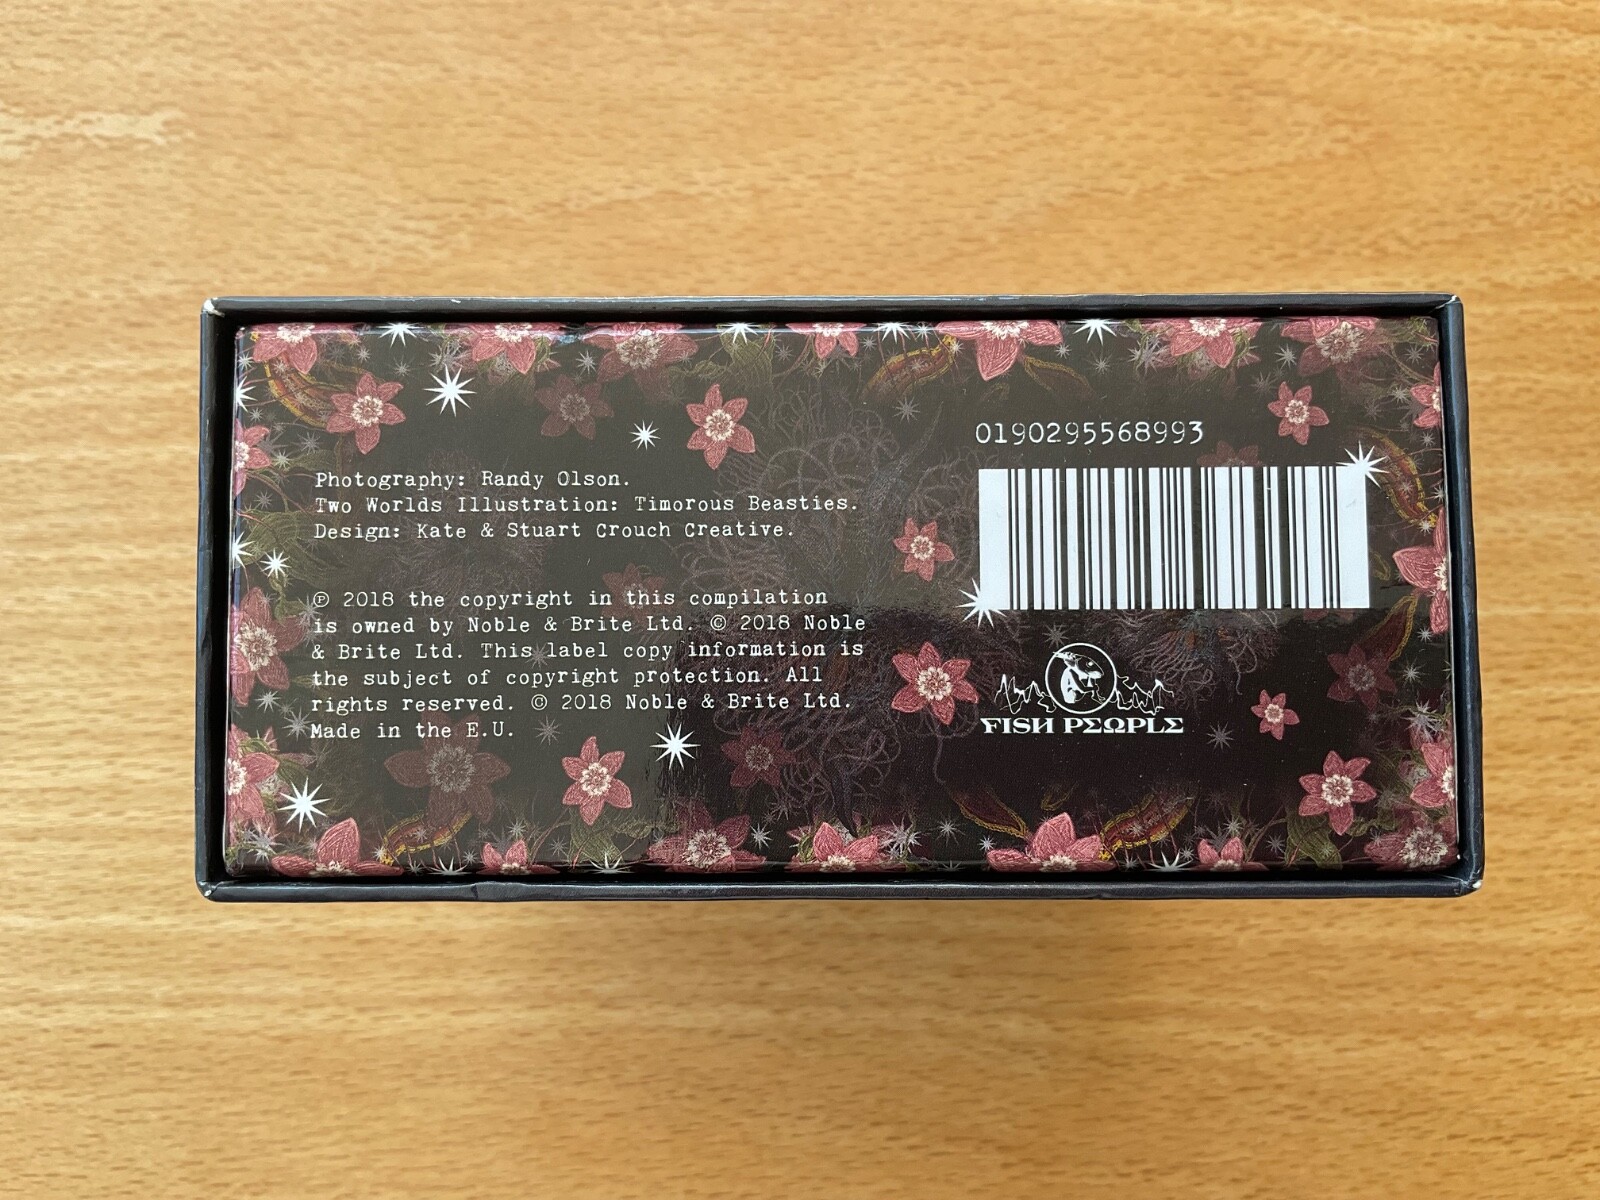 Photography: Randy Olson.
Two Worlds Illustration: Timorous Beasties.
Design: Kate & Stuart Crouch Creative.
℗ 2018 the copyright in this compilation
is owned by Noble & Brite Ltd. © 2018 Noble
& Brite Ltd. This label copy information is
the subject of copyright protection. All
rights reserved. © 2018 Noble & Brite Ltd.
Made in the E.U.
0190295568993
FISH PEOPLE